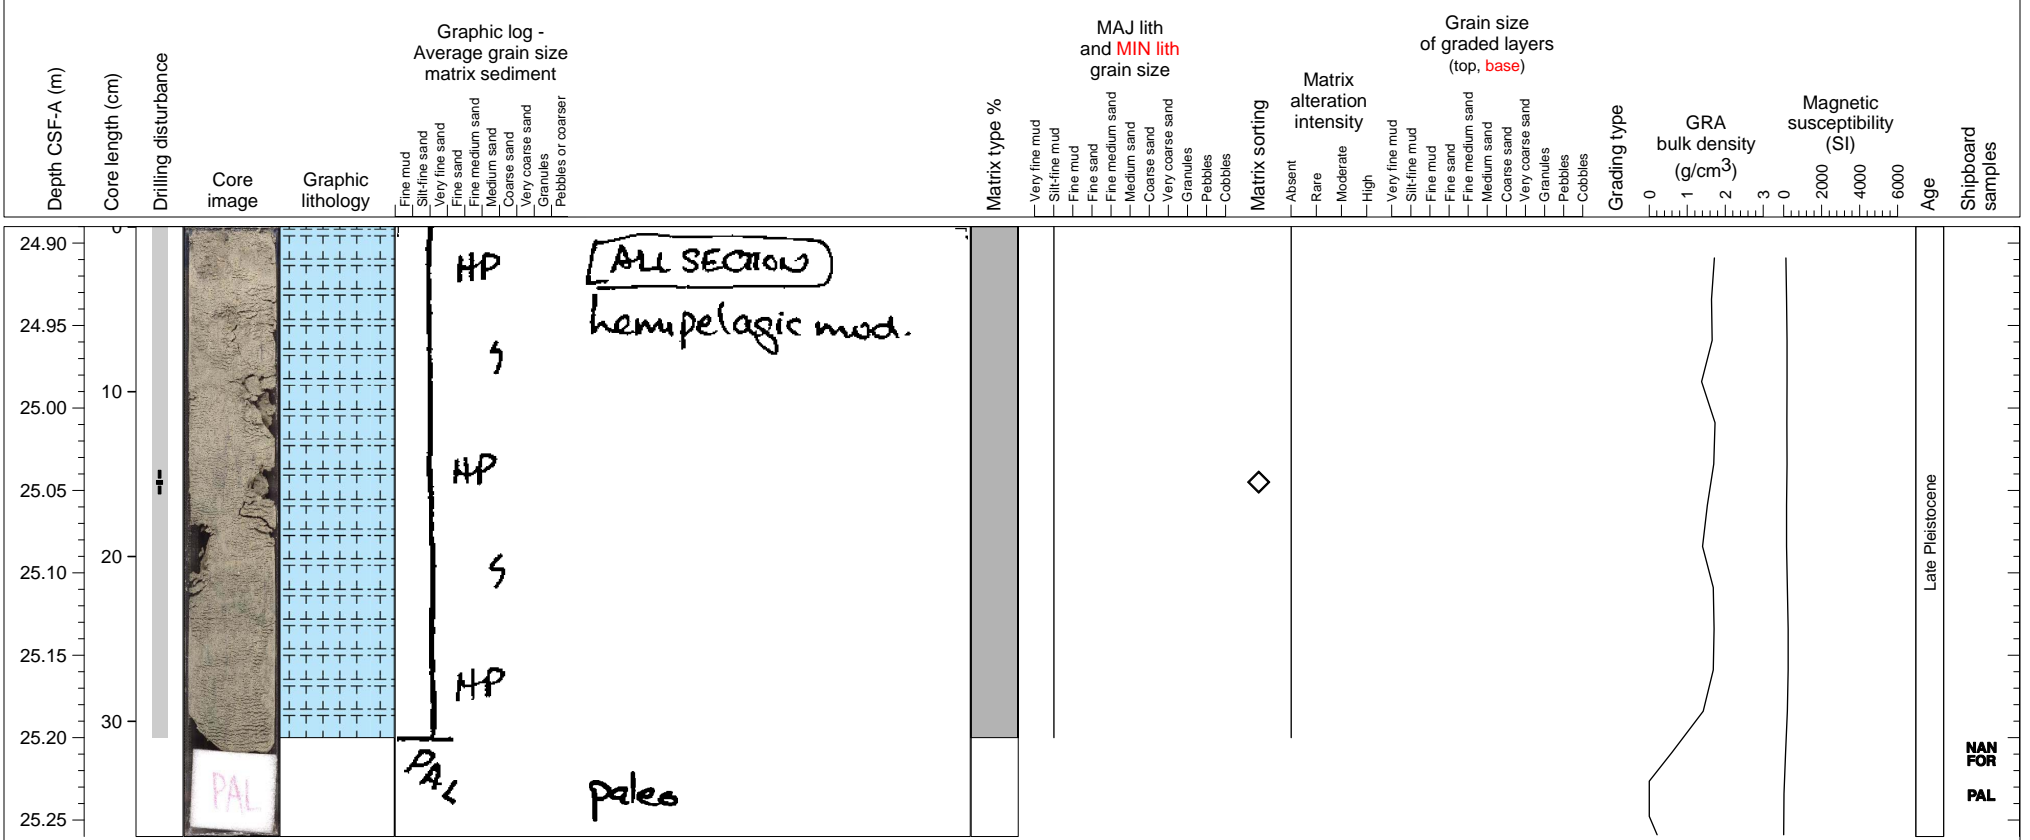 Depth CSF-A (m)
Core length (cm)
Drilling disturbance
Core
image
Graphic
lithology
Graphic log -
Average grain size
matrix sediment
Fine mud
Silt-fine sand
Very fine sand
Fine sand
Fine medium sand
Medium sand
Coarse sand
Very coarse sand
Granules
Pebbles or coarser
Matrix type %
MAJ lith
and MIN lith
grain size
Very fine mud
Silt-fine mud
Fine mud
Fine sand
Fine medium sand
Medium sand
Coarse sand
Very coarse sand
Granules
Pebbles
Cobbles
Matrix sorting
Matrix
alteration
intensity
Absent
Rare
Moderate
High
Grain size
of graded layers
(top, base)
Very fine mud
Silt-fine mud
Fine mud
Fine sand
Fine medium sand
Medium sand
Coarse sand
Very coarse sand
Granules
Pebbles
Cobbles
Grading type
GRA
bulk density
(g/cm3)
0 1 2 3
Magnetic
susceptibility
(SI)
0 2000 4000 6000
Age
Shipboard
samples
24.90
24.95
25.00
25.05
25.10
25.15
25.20
25.25
0
10
20
30
HP
HP
HP
ALL SECTION
hemipelagic mud.
PAL
paleo
PAL
Late Pleistocene
NAN
FOR
PAL